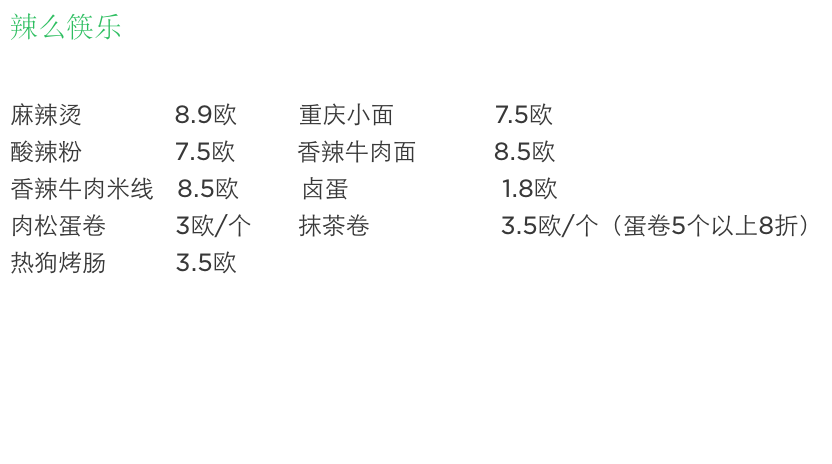 辣么筷乐
麻辣烫 8.9欧 重庆小面 7.5欧
酸辣粉 7.5欧 香辣牛肉面 8.5欧
香辣牛肉米线 8.5欧 卤蛋 1.8欧
肉松蛋卷 3欧/个 抹茶卷 3.5欧/个（蛋卷5个以上8折）
热狗烤肠 3.5欧